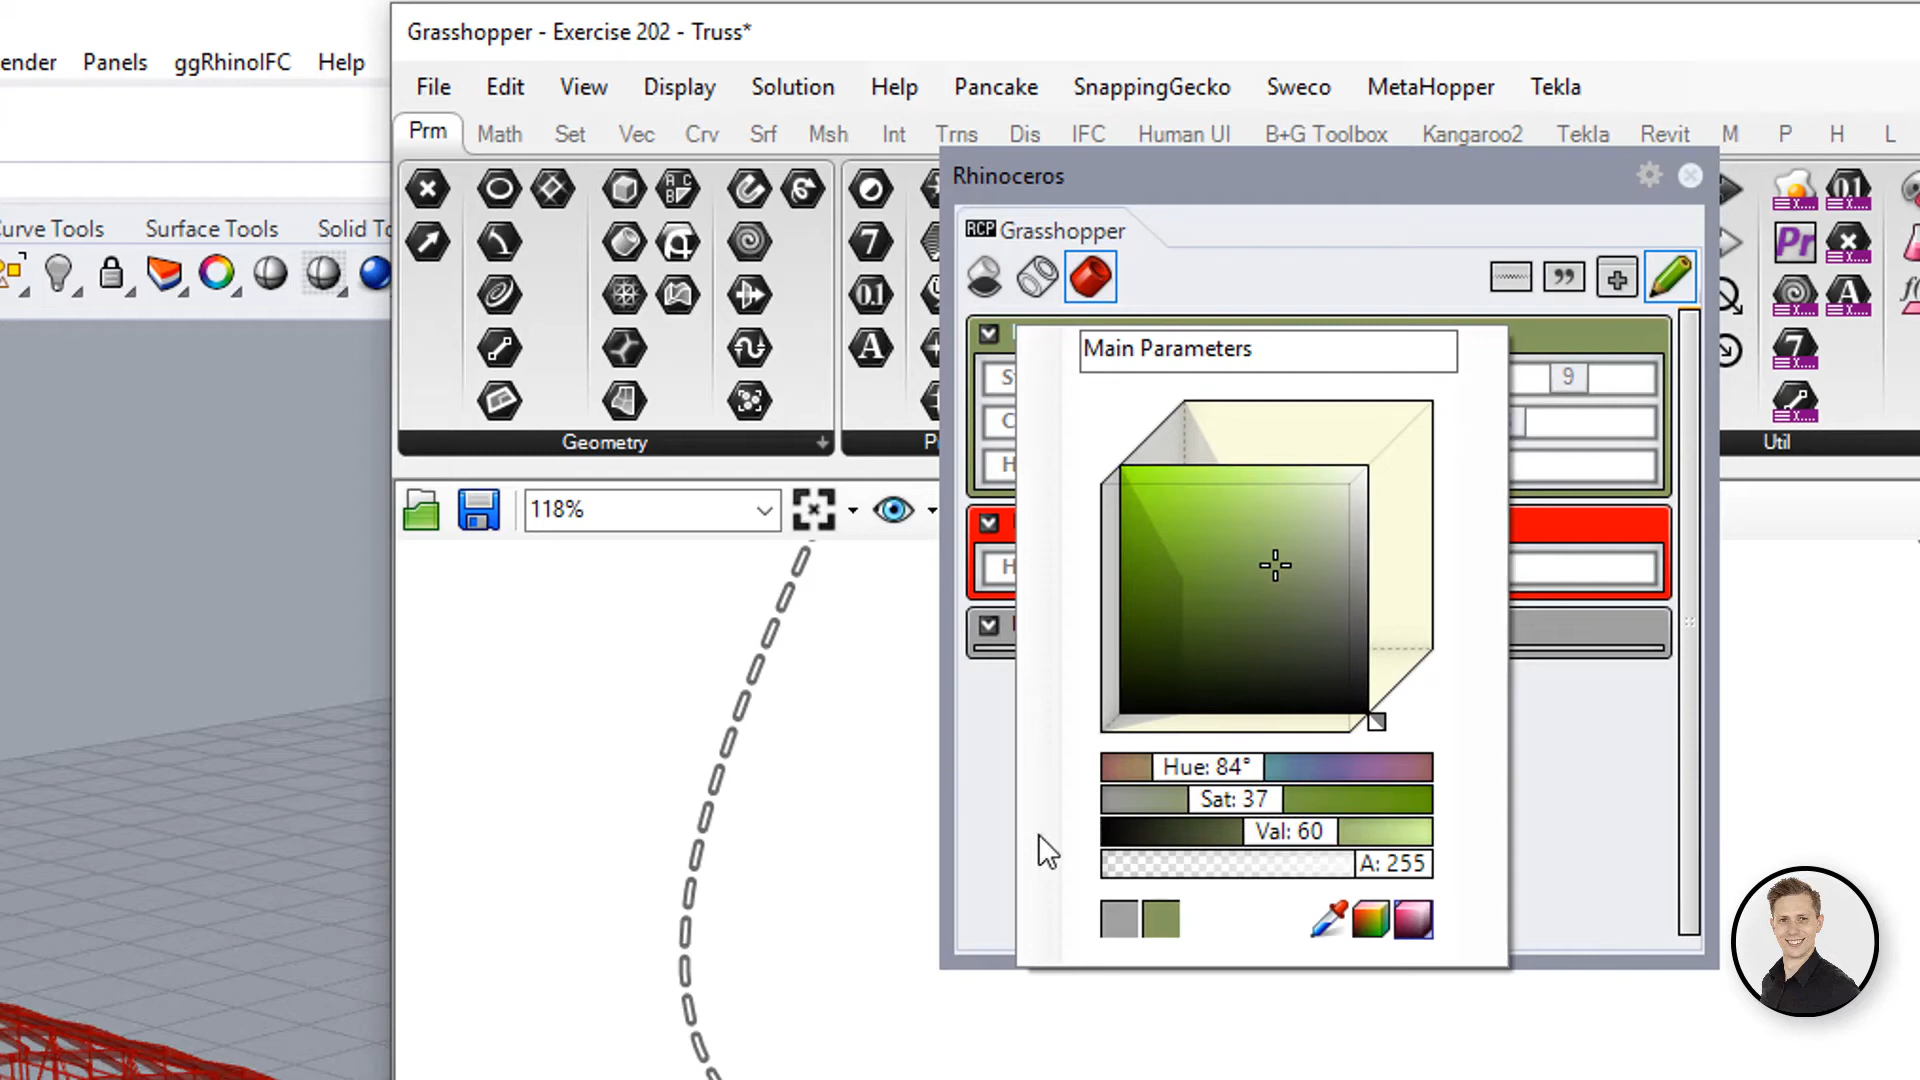 Grasshopper - Exercise 202 - Truss*
ender Panels ggRhinoIFC Help
File Edit View Display Solution Help Pancake SnappingGecko Sweco MetaHopper Tekla
Prm Math Set Vec Crv Srf Msh Int Trns Dis IFC Human UI B+G Toolbox Kangaroo2 Tekla Revit M P H L
Rhinoceros
urve Tools Surface Tools Solid To
RCP Grasshopper
Main Parameters
9
Geometry
P
Util
118%
H
Hue: 84°
Sat: 37
Val: 60
A: 255